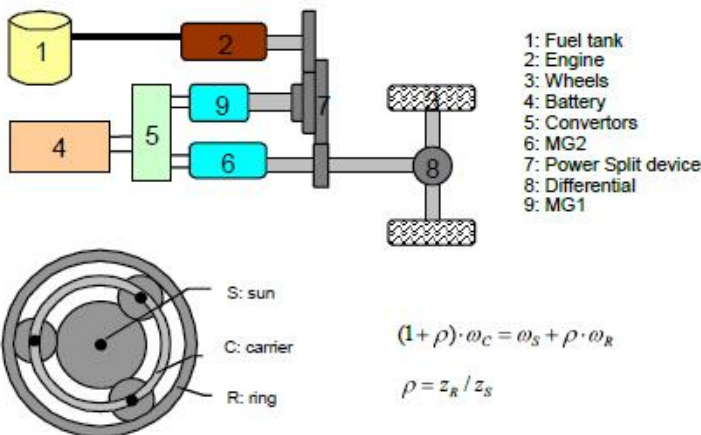 1
2
3
4
5
6
7
8
9
1: Fuel tank
2: Engine
3: Wheels
4: Battery
5: Convertors
6: MG2
7: Power Split device
8: Differential
9: MG1
S: sun
C: carrier
R: ring
(1+ρ)·ω_C = ω_S + ρ·ω_R
ρ = z_R / z_S